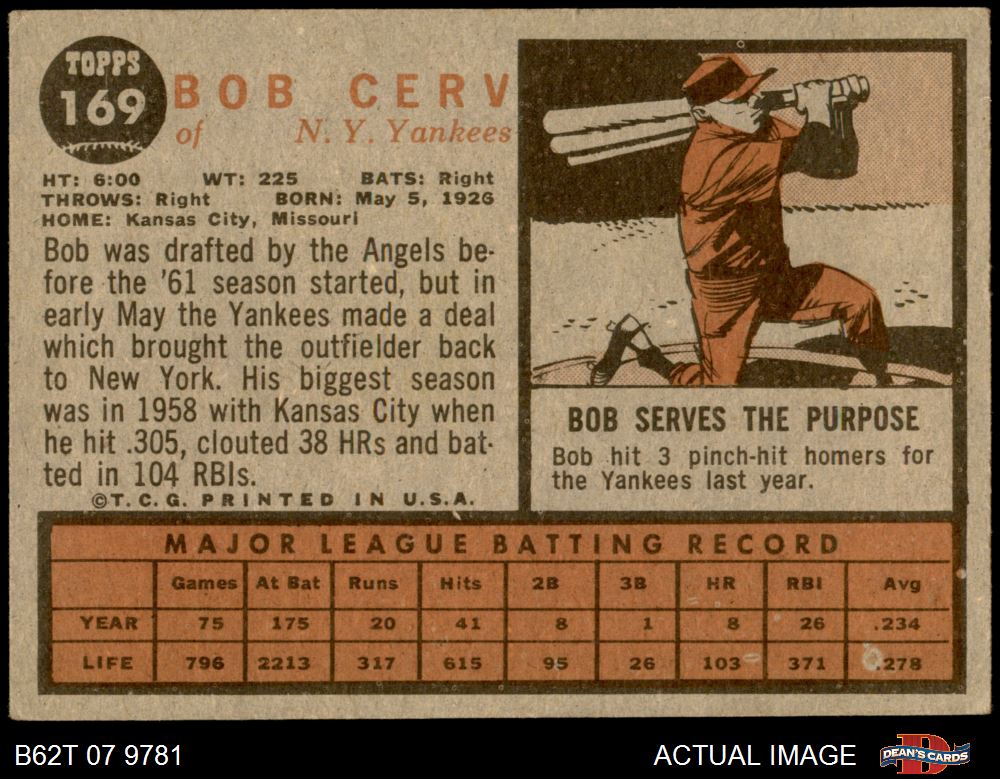 TOPPS
169
BOB CERV
of N. Y. Yankees
HT: 6:00 WT: 225 BATS: Right
THROWS: Right BORN: May 5, 1926
HOME: Kansas City, Missouri
Bob was drafted by the Angels be-
fore the '61 season started, but in
early May the Yankees made a deal
which brought the outfielder back
to New York. His biggest season
was in 1958 with Kansas City when
he hit .305, clouted 38 HRs and bat-
ted in 104 RBIs.
©T.C.G. PRINTED IN U.S.A.
BOB SERVES THE PURPOSE
Bob hit 3 pinch-hit homers for
the Yankees last year.
MAJOR LEAGUE BATTING RECORD
Games At Bat Runs Hits 2B 3B HR RBI Avg
YEAR 75 175 20 41 8 1 8 26 .234
LIFE 796 2213 317 615 95 26 103 371 .278
B62T 07 9781
ACTUAL IMAGE
DEAN'S CARDS